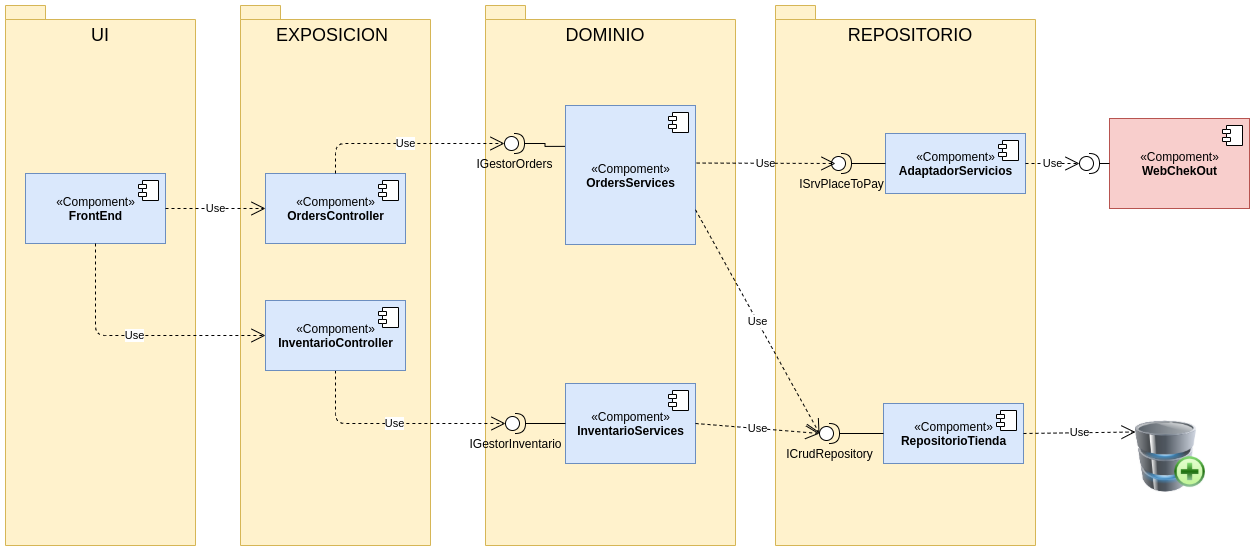 UI
EXPOSICION
DOMINIO
REPOSITORIO
«Compoment»
FrontEnd
Use
Use
«Compoment»
OrdersController
«Compoment»
InventarioController
Use
Use
IGestorOrders
IGestorInventario
«Compoment»
OrdersServices
«Compoment»
InventarioServices
Use
Use
Use
ISrvPlaceToPay
ICrudRepository
«Compoment»
AdaptadorServicios
«Compoment»
RepositorioTienda
Use
Use
«Compoment»
WebChekOut